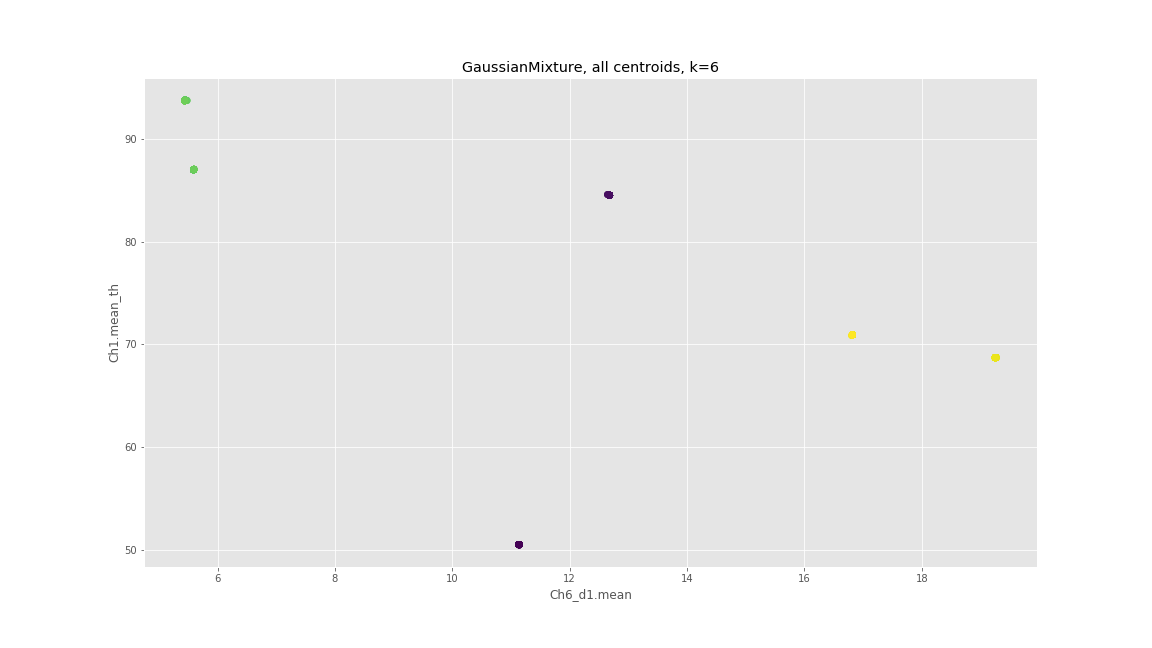 GaussianMixture, all centroids, k=6
90
80
70
60
50
Ch1.mean_th
6 8 10 12 14 16 18
Ch6_d1.mean